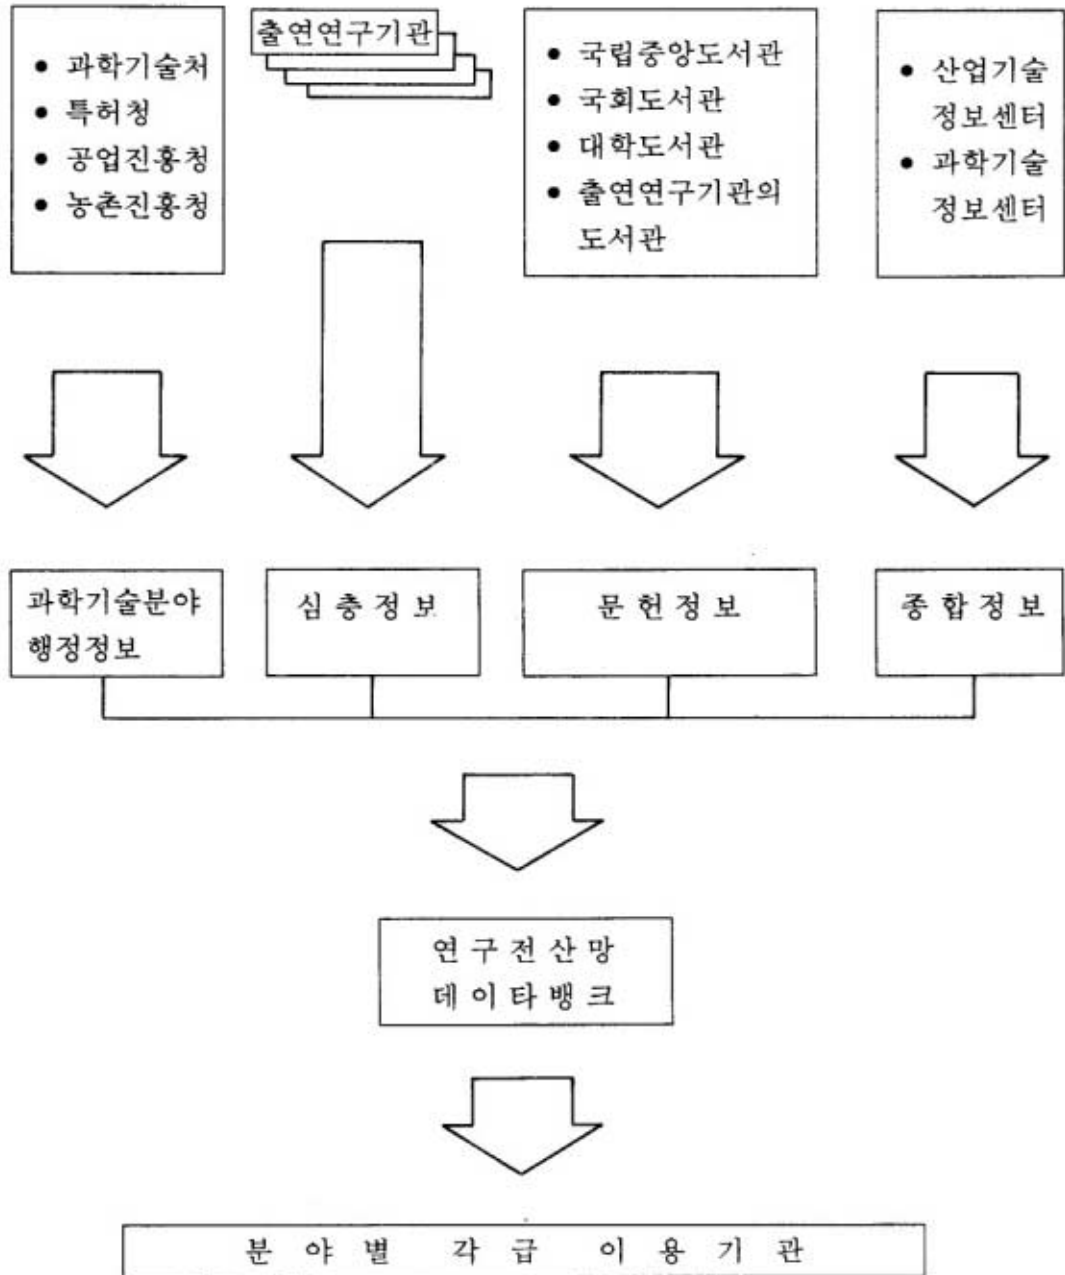 • 과학기술처
• 특허청
• 공업진흥청
• 농촌진흥청
출연연구기관
• 국립중앙도서관
• 국회도서관
• 대학도서관
• 출연연구기관의
도서관
• 산업기술
정보센터
• 과학기술
정보센터
과학기술분야
행정정보
심층정보
문헌정보
종합정보
연구전산망
데이타뱅크
분야별 각급 이용기관